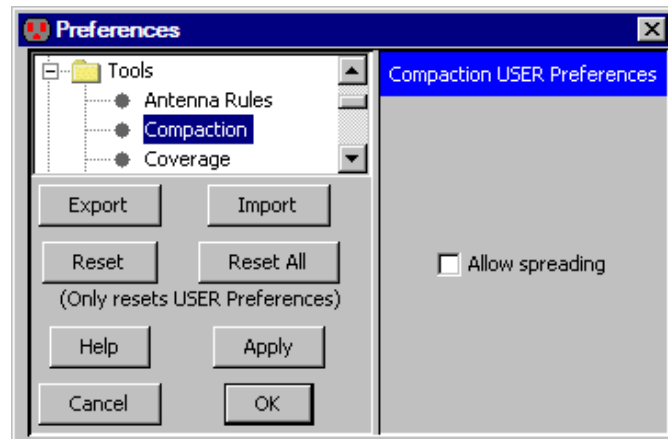 Preferences
Tools
Antenna Rules
Compaction
Coverage
Export Import
Reset Reset All
(Only resets USER Preferences)
Help Apply
Cancel OK
Compaction USER Preferences
Allow spreading